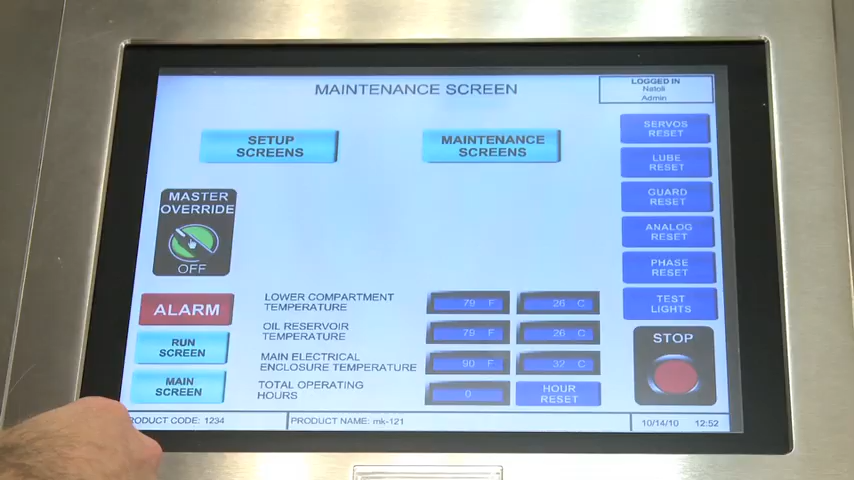 MAINTENANCE SCREEN
LOGGED IN
Natoli
Admin
SETUP
SCREENS
MAINTENANCE
SCREENS
SERVOS
RESET
LUBE
RESET
GUARD
RESET
ANALOG
RESET
PHASE
RESET
TEST
LIGHTS
MASTER
OVERRIDE
OFF
ALARM
RUN
SCREEN
MAIN
SCREEN
LOWER COMPARTMENT
TEMPERATURE
79 F
26 C
OIL RESERVOIR
TEMPERATURE
79 F
26 C
MAIN ELECTRICAL
ENCLOSURE TEMPERATURE
90 F
32 C
TOTAL OPERATING
HOURS
0
HOUR
RESET
STOP
RODUCT CODE: 1234
PRODUCT NAME: mk-121
10/14/10
12:52